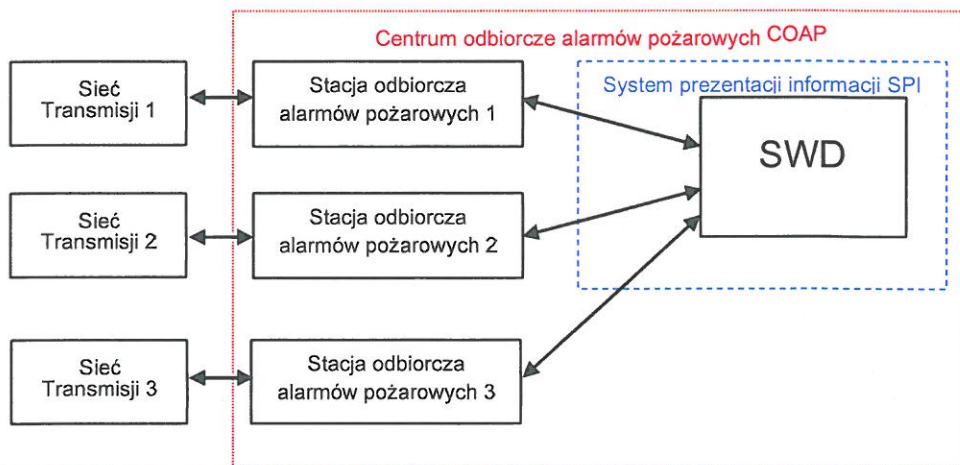 Centrum odbiorcze alarmów pożarowych COAP
System prezentacji informacji SPI
Sieć
Transmisji 1
Stacja odbiorcza
alarmów pożarowych 1
SWD
Sieć
Transmisji 2
Stacja odbiorcza
alarmów pożarowych 2
Sieć
Transmisji 3
Stacja odbiorcza
alarmów pożarowych 3